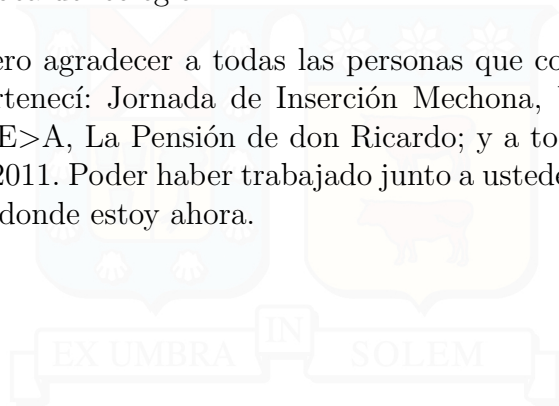 ero agradecer a todas las personas que co
rtenecí: Jornada de Inserción Mechona,
E>A, La Pensión de don Ricardo; y a to
2011. Poder haber trabajado junto a ustede
donde estoy ahora.
EX UMBRA IN SOLEM